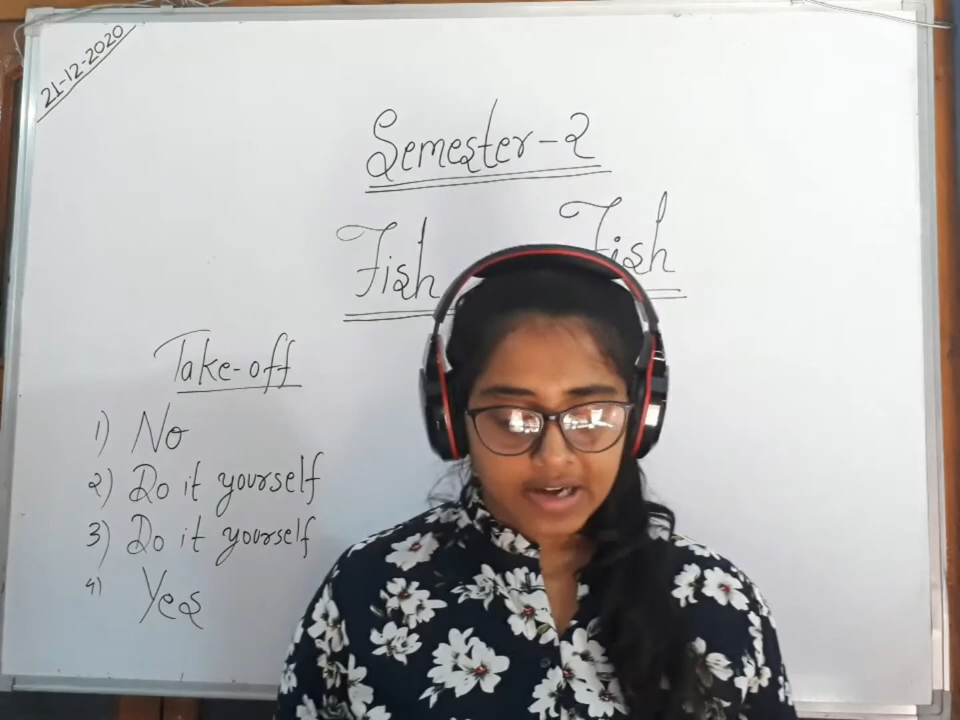 21-12-2020
Semester-2
Fish Fish
Take-off
1) No
2) Do it yourself
3) Do it yourself
4) Yes